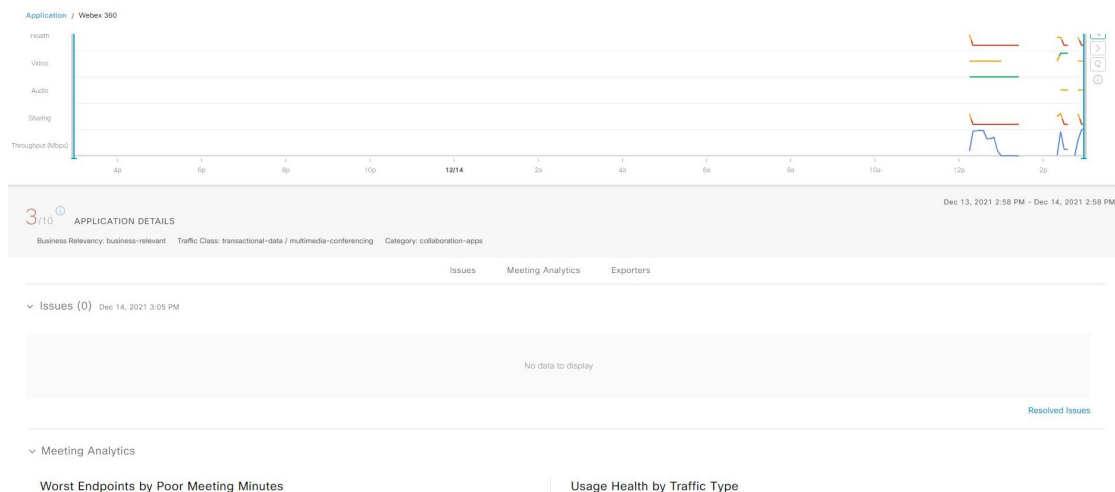 Application / Webex 360
Health
Video
Audio
Sharing
Throughput (Mbps)
4p 6p 8p 10p 12/14 2a 4a 6a 8a 10a 12p 2p
Dec 13, 2021 2:58 PM - Dec 14, 2021 2:58 PM
3/10 APPLICATION DETAILS
Business Relevancy: business-relevant Traffic Class: transactional-data / multimedia-conferencing Category: collaboration-apps
Issues Meeting Analytics Exporters
Issues (0) Dec 14, 2021 3:05 PM
No data to display
Resolved Issues
Meeting Analytics
Worst Endpoints by Poor Meeting Minutes Usage Health by Traffic Type